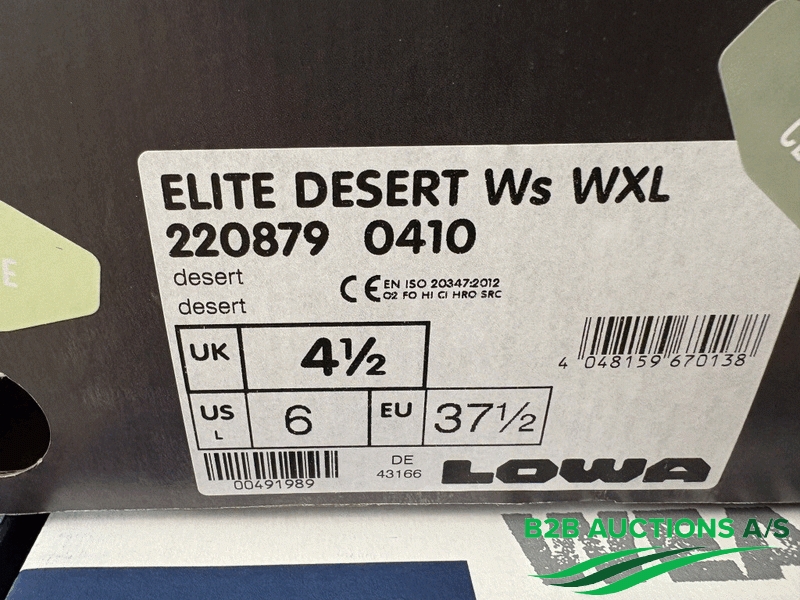 ELITE DESERT Ws WXL
220879 0410
desert
desert
CE EN ISO 20347:2012
O2 FO HI CI HRO SRC
UK 4½
4 048159 670138
US L 6 EU 37½
00491989
DE
43166
LOWA
B2B AUCTIONS A/S